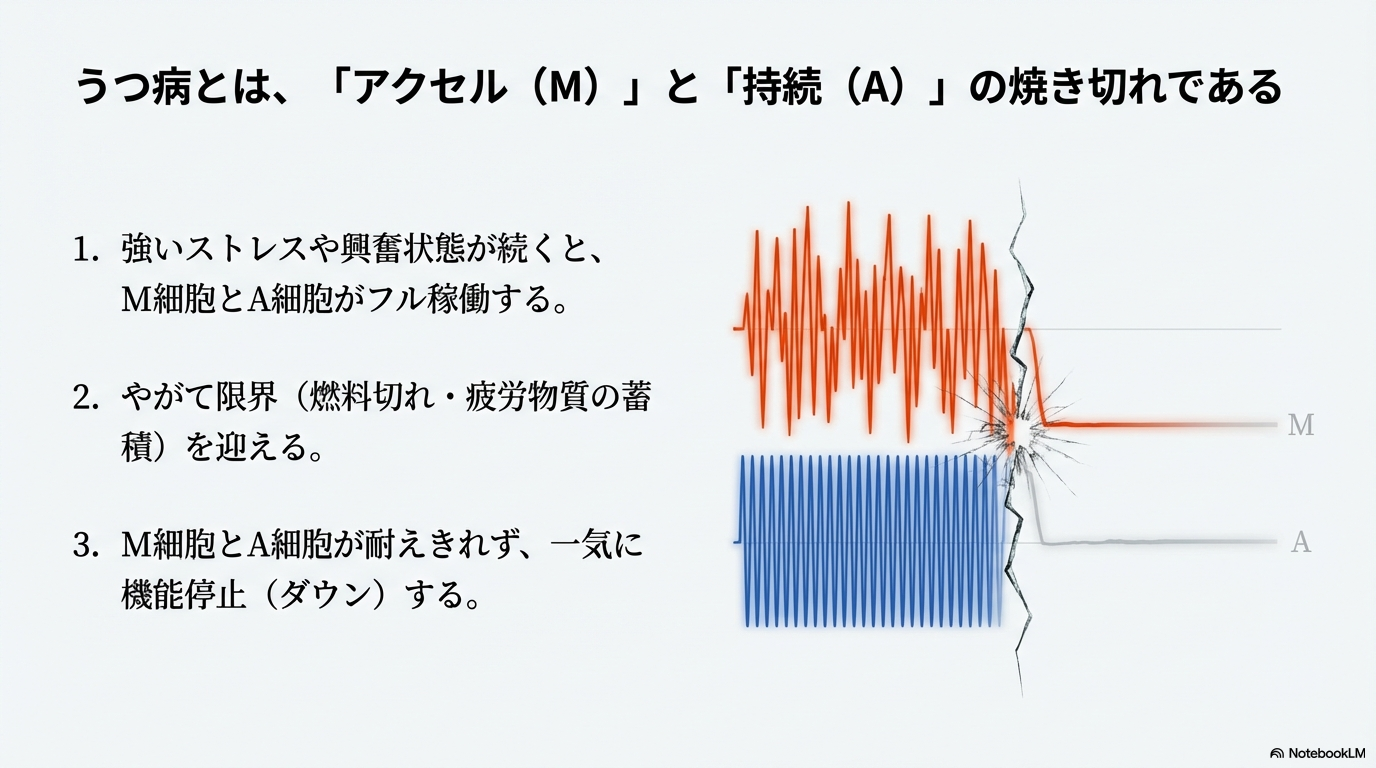 うつ病とは、「アクセル（M）」と「持続（A）」の焼き切れである
1. 強いストレスや興奮状態が続くと、
M細胞とA細胞がフル稼働する。
2. やがて限界（燃料切れ・疲労物質の蓄
積）を迎える。
3. M細胞とA細胞が耐えきれず、一気に
機能停止（ダウン）する。
M
A
NotebookLM